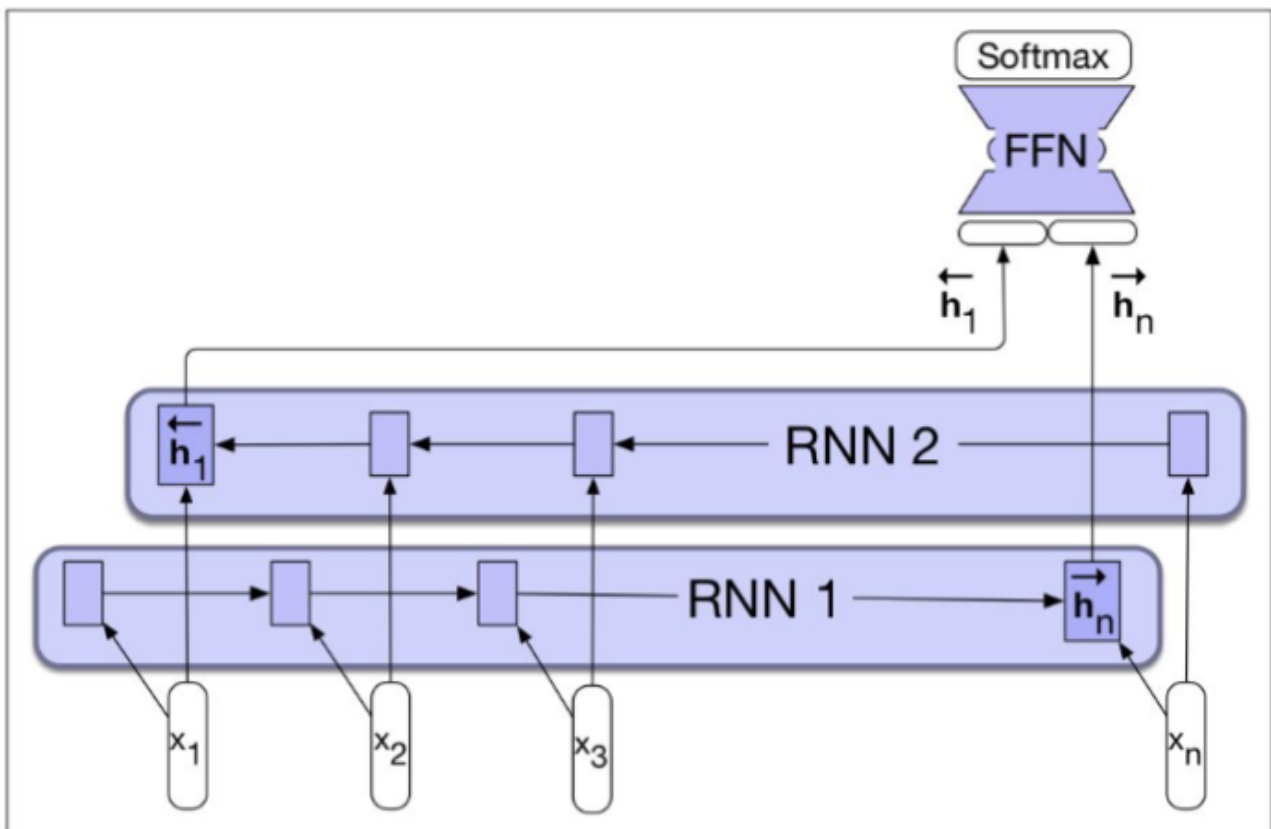 Softmax
FFN
←h₁ →hₙ
←h₁ RNN 2
RNN 1 →hₙ
x₁ x₂ x₃ xₙ